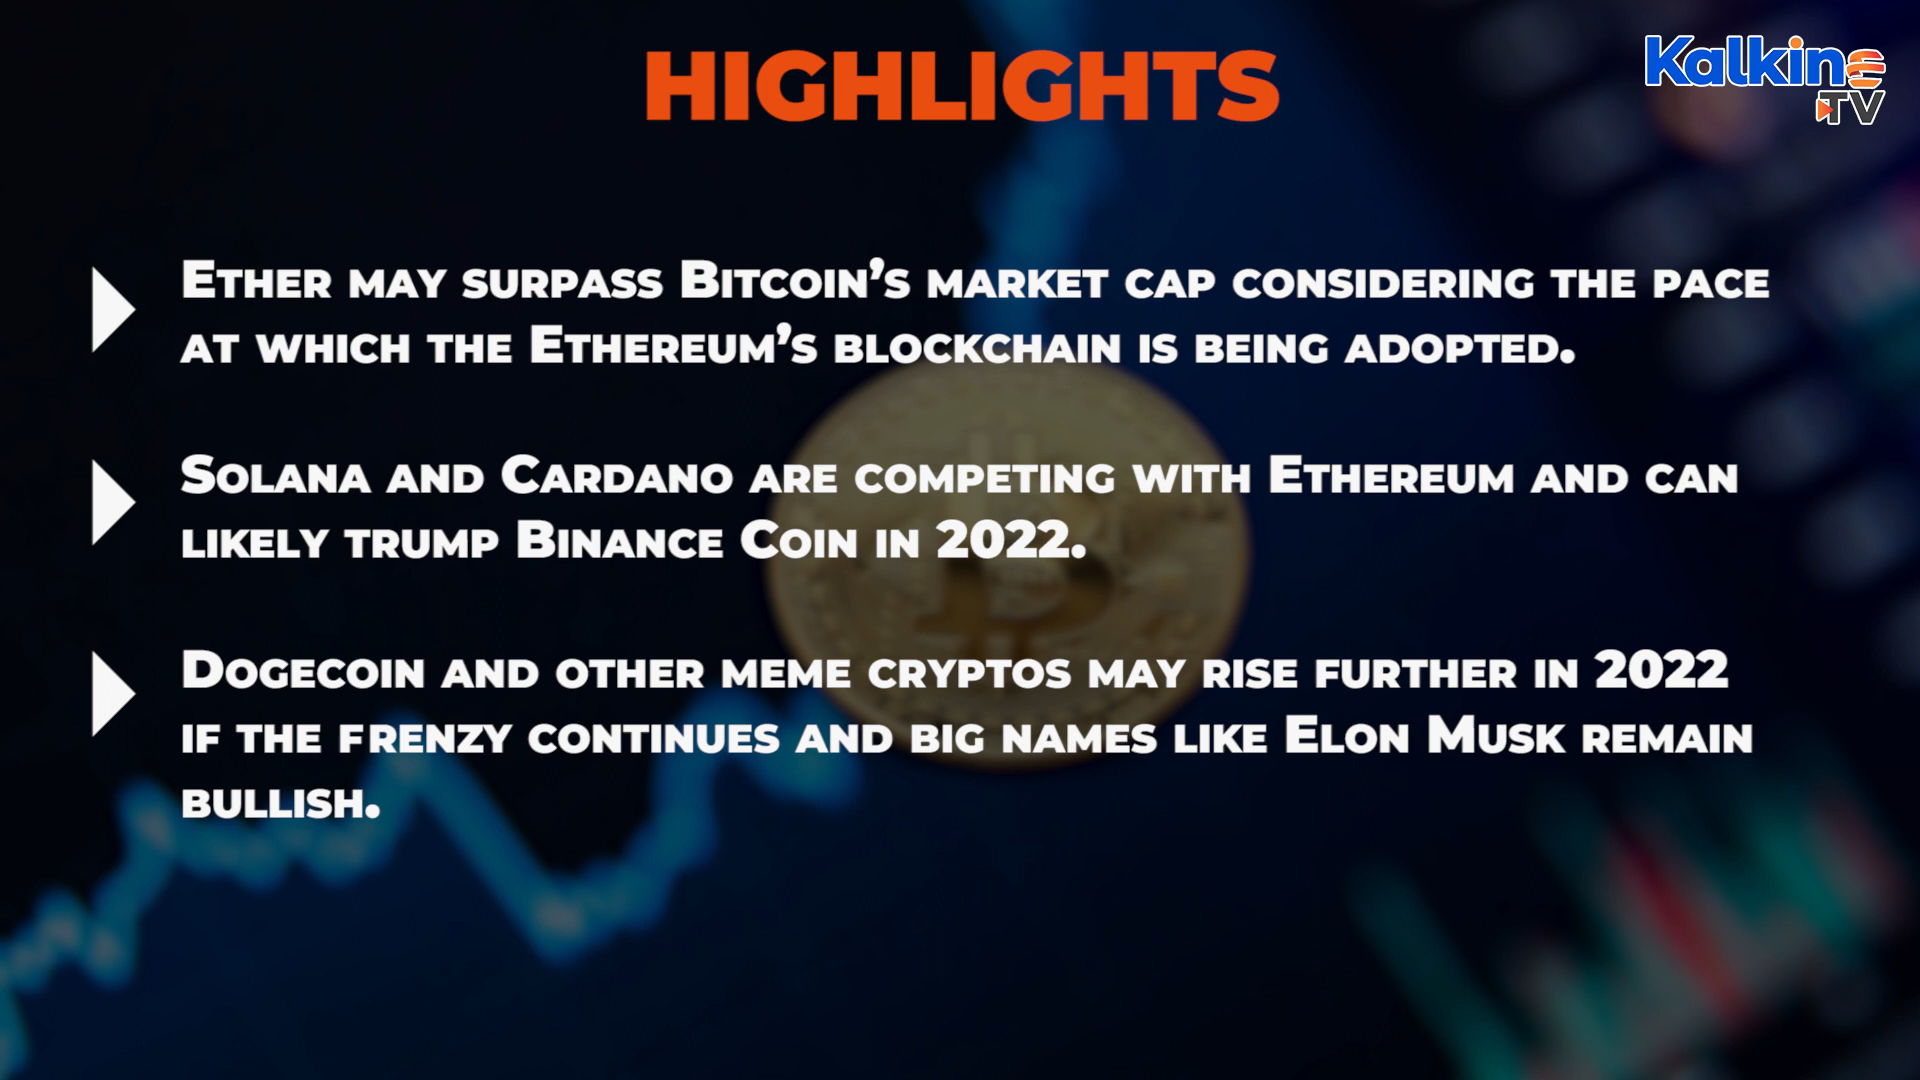 HIGHLIGHTS
Kalkine
TV
Ether may surpass Bitcoin's market cap considering the pace
at which the Ethereum's blockchain is being adopted.
Solana and Cardano are competing with Ethereum and can
likely trump Binance Coin in 2022.
Dogecoin and other meme cryptos may rise further in 2022
if the frenzy continues and big names like Elon Musk remain
bullish.